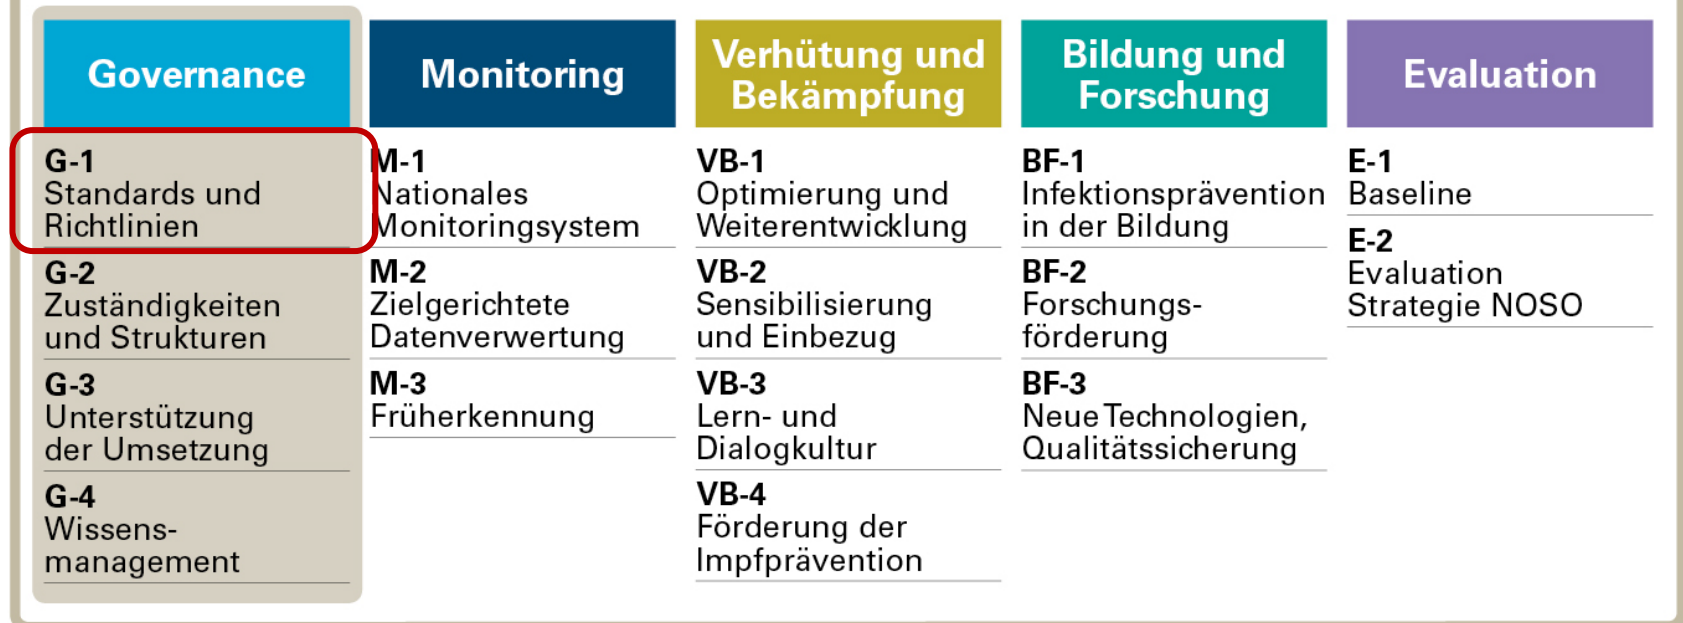 Governance
G-1
Standards und
Richtlinien
G-2
Zuständigkeiten
und Strukturen
G-3
Unterstützung
der Umsetzung
G-4
Wissens-
management
Monitoring
M-1
Nationales
Monitoringsystem
M-2
Zielgerichtete
Datenverwertung
M-3
Früherkennung
Verhütung und
Bekämpfung
VB-1
Optimierung und
Weiterentwicklung
VB-2
Sensibilisierung
und Einbezug
VB-3
Lern- und
Dialogkultur
VB-4
Förderung der
Impfprävention
Bildung und
Forschung
BF-1
Infektionsprävention
in der Bildung
BF-2
Forschungs-
förderung
BF-3
Neue Technologien,
Qualitätssicherung
Evaluation
E-1
Baseline
E-2
Evaluation
Strategie NOSO